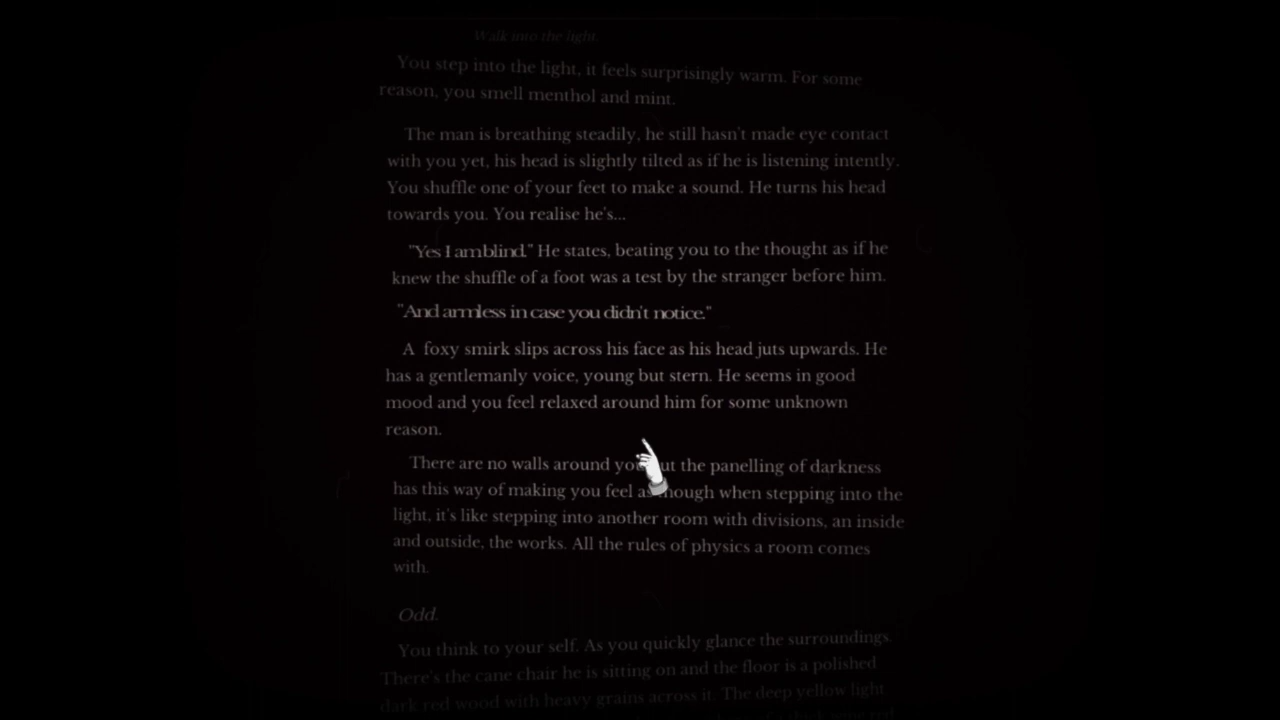 Walk into the light.
You step into the light, it feels surprisingly warm. For some
reason, you smell menthol and mint.
The man is breathing steadily, he still hasn't made eye contact
with you yet, his head is slightly tilted as if he is listening intently.
You shuffle one of your feet to make a sound. He turns his head
towards you. You realise he's...
"Yes I am blind." He states, beating you to the thought as if he
knew the shuffle of a foot was a test by the stranger before him.
"And armless in case you didn't notice."
A foxy smirk slips across his face as his head juts upwards. He
has a gentlemanly voice, young but stern. He seems in good
mood and you feel relaxed around him for some unknown
reason.
There are no walls around you but the panelling of darkness
has this way of making you feel as though when stepping into the
light, it's like stepping into another room with divisions, an inside
and outside, the works. All the rules of physics a room comes
with.
Odd.
You think to your self. As you quickly glance the surroundings.
There's the cane chair he is sitting on and the floor is a polished
dark red wood with heavy grains across it. The deep yellow light